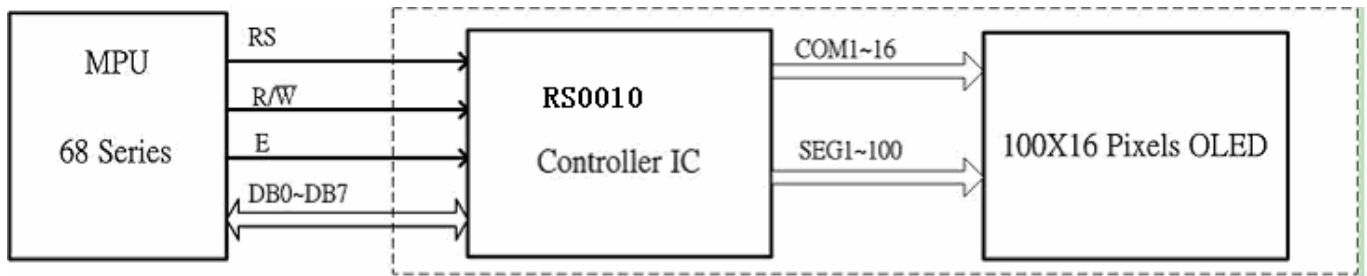 MPU
68 Series
RS
R/W̅
E
DB0~DB7
RS0010
Controller IC
COM1~16
SEG1~100
100X16 Pixels OLED